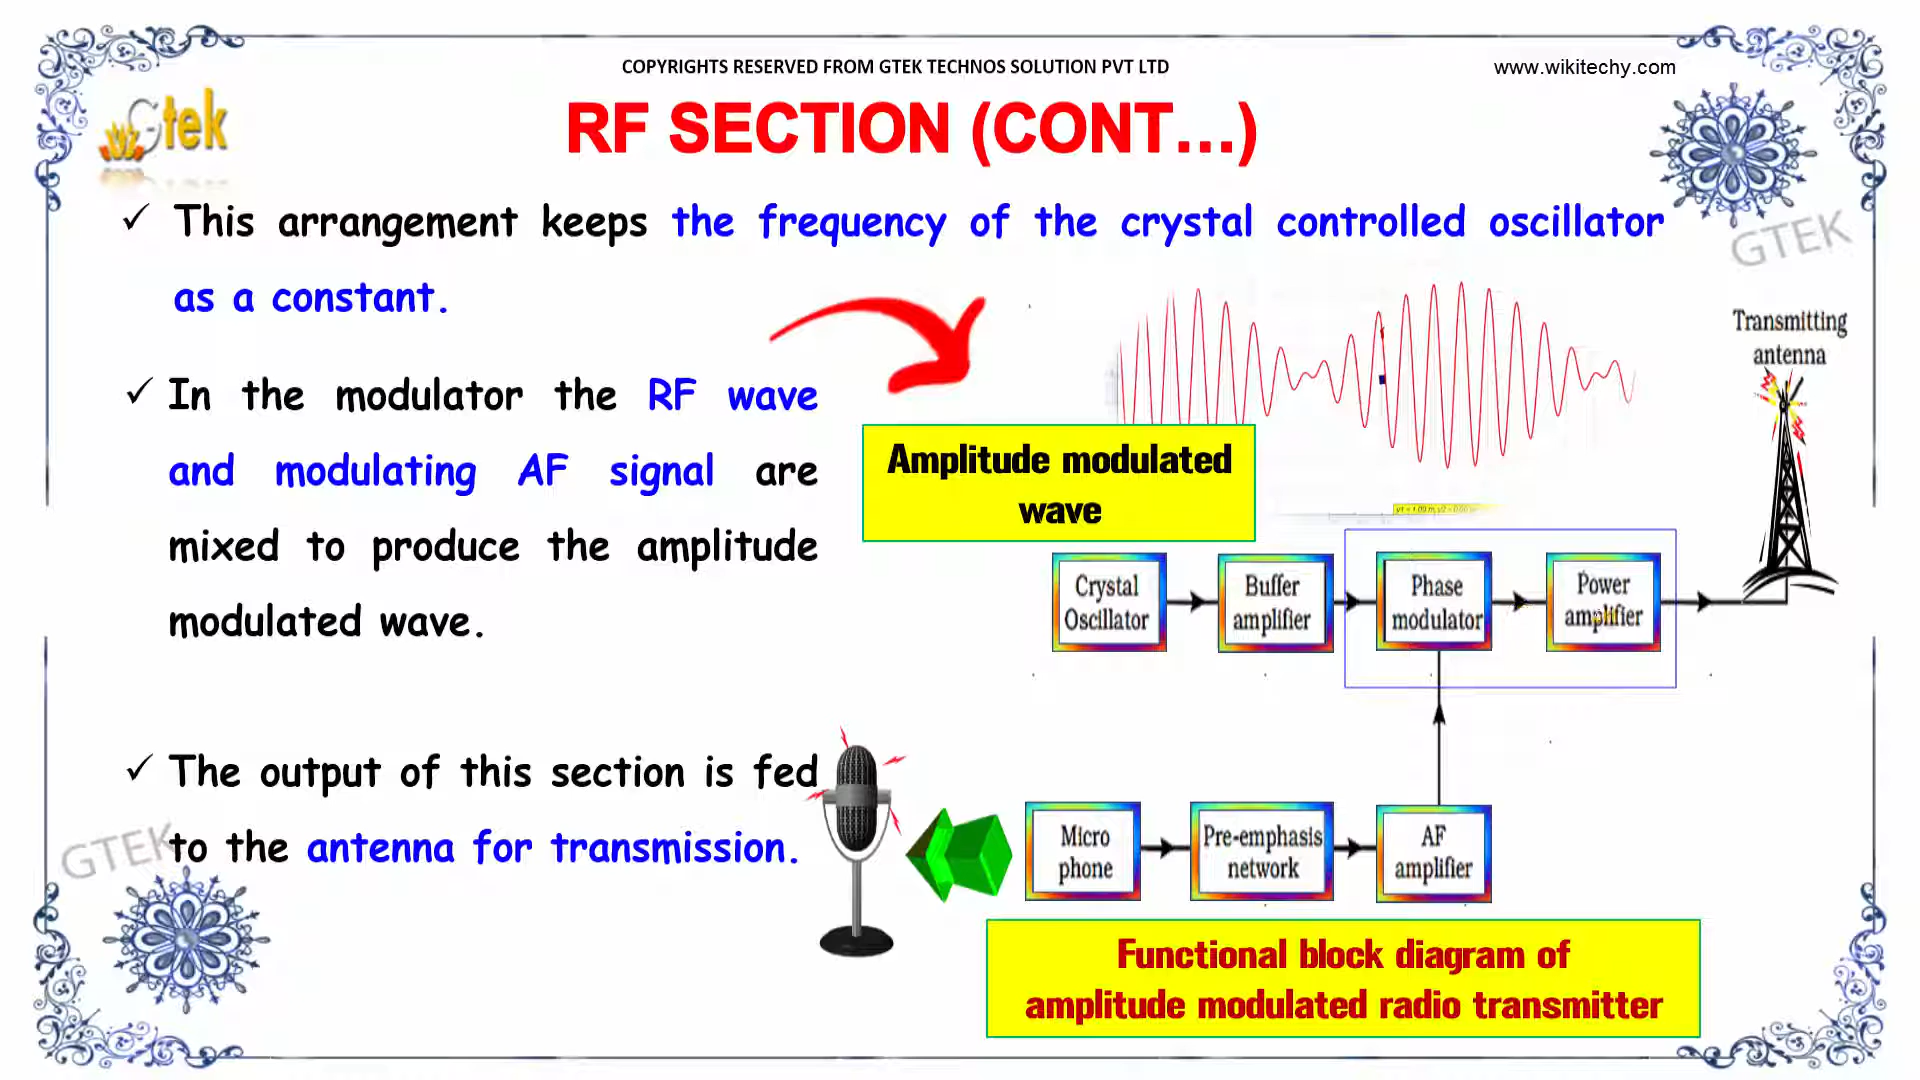 COPYRIGHTS RESERVED FROM GTEK TECHNOS SOLUTION PVT LTD
www.wikitechy.com
Gtek
RF SECTION (CONT...)
✓ This arrangement keeps the frequency of the crystal controlled oscillator
as a constant.
GTEK
✓ In the modulator the RF wave
and modulating AF signal are
mixed to produce the amplitude
modulated wave.
✓ The output of this section is fed
to the antenna for transmission.
GTEK
Amplitude modulated
wave
Transmitting
antenna
Crystal
Oscillator
Buffer
amplifier
Phase
modulator
Power
amplifier
Micro
phone
Pre-emphasis
network
AF
amplifier
Functional block diagram of
amplitude modulated radio transmitter